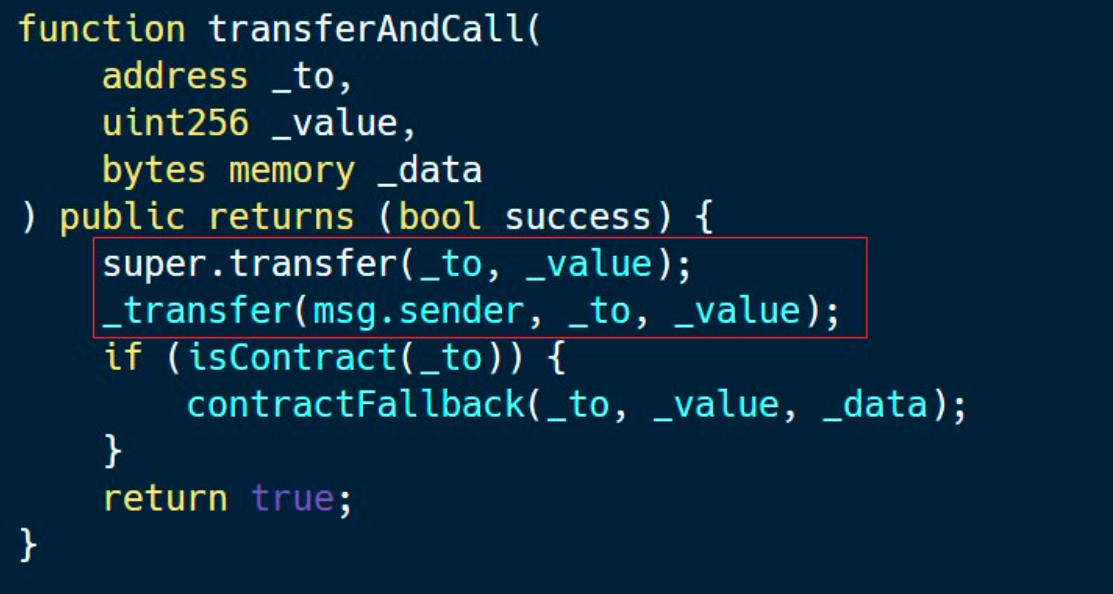 function transferAndCall(
    address _to,
    uint256 _value,
    bytes memory _data
) public returns (bool success) {
    super.transfer(_to, _value);
    _transfer(msg.sender, _to, _value);
    if (isContract(_to)) {
        contractFallback(_to, _value, _data);
    }
    return true;
}